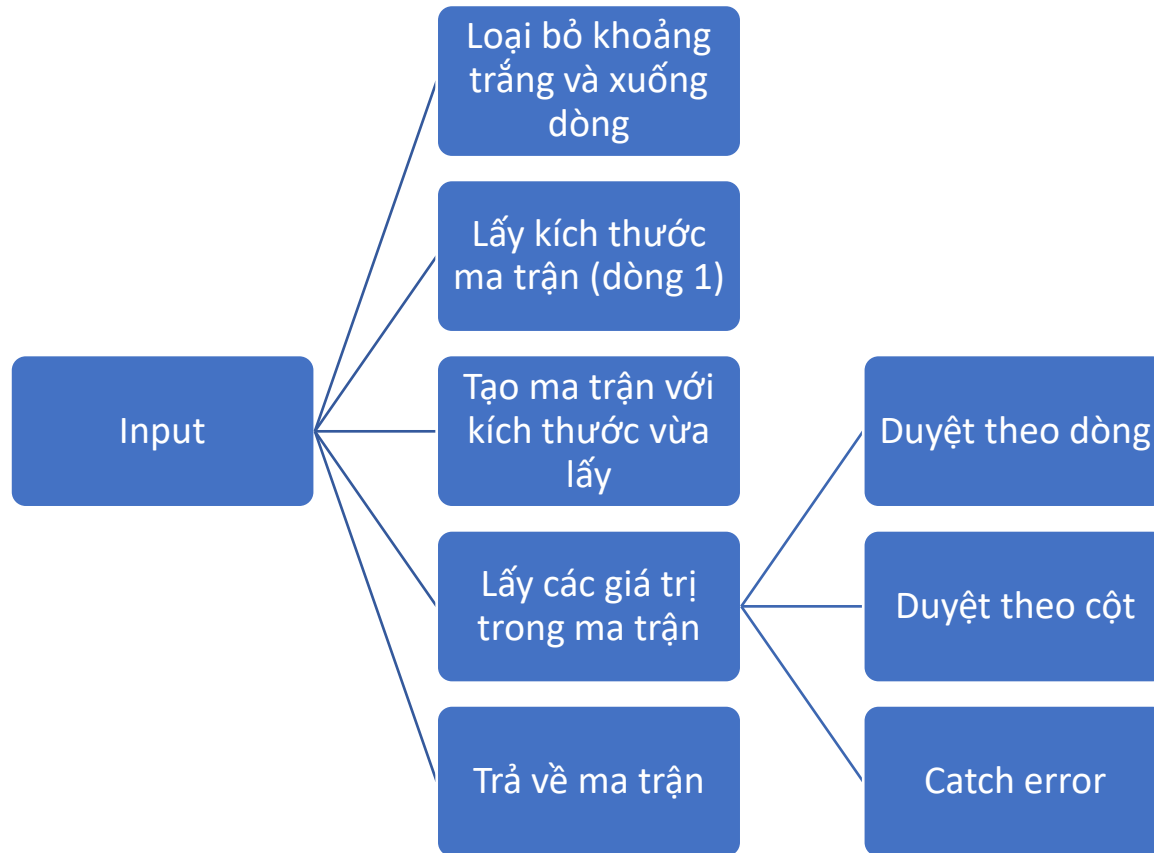 Input
Loại bỏ khoảng
trắng và xuống
dòng
Lấy kích thước
ma trận (dòng 1)
Tạo ma trận với
kích thước vừa
lấy
Lấy các giá trị
trong ma trận
Trả về ma trận
Duyệt theo dòng
Duyệt theo cột
Catch error